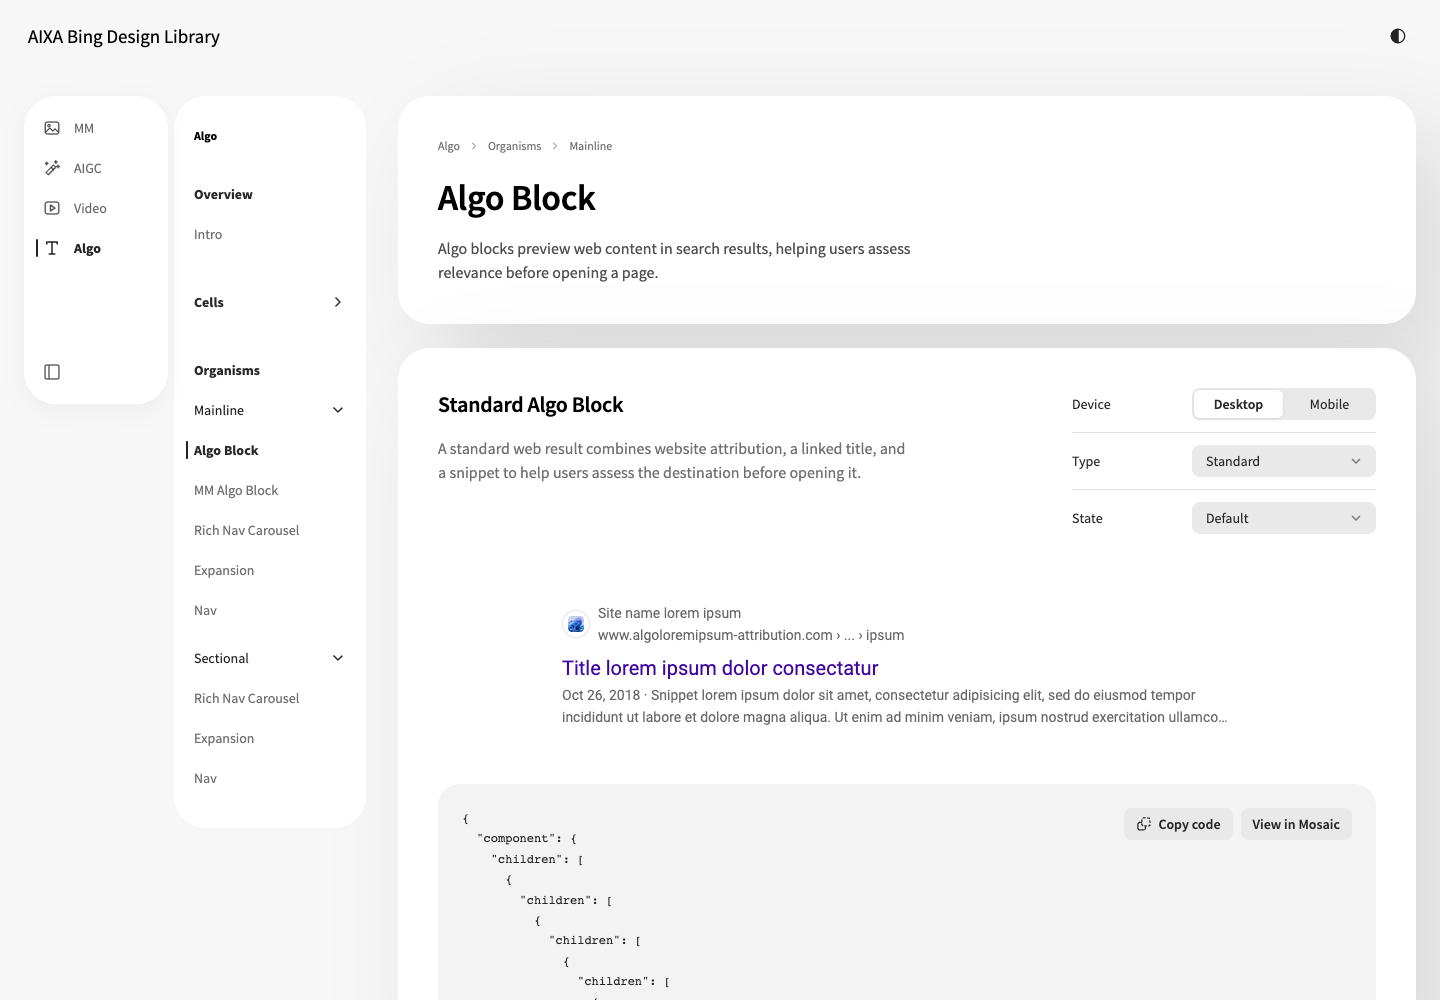 AIXA Bing Design Library
MM
AIGC
Video
Algo
Algo
Overview
Intro
Cells
Organisms
Mainline
Algo Block
MM Algo Block
Rich Nav Carousel
Expansion
Nav
Sectional
Rich Nav Carousel
Expansion
Nav
Algo > Organisms > Mainline
Algo Block
Algo blocks preview web content in search results, helping users assess
relevance before opening a page.
Standard Algo Block
A standard web result combines website attribution, a linked title, and
a snippet to help users assess the destination before opening it.
Device Desktop Mobile
Type Standard
State Default
Site name lorem ipsum
www.algoloremipsum-attribution.com › ... › ipsum
Title lorem ipsum dolor consectatur
Oct 26, 2018 · Snippet lorem ipsum dolor sit amet, consectetur adipisicing elit, sed do eiusmod tempor
incididunt ut labore et dolore magna aliqua. Ut enim ad minim veniam, ipsum nostrud exercitation ullamco...
Copy code View in Mosaic
{
"component": {
"children": [
{
"children": [
{
"children": [
{
"children": [